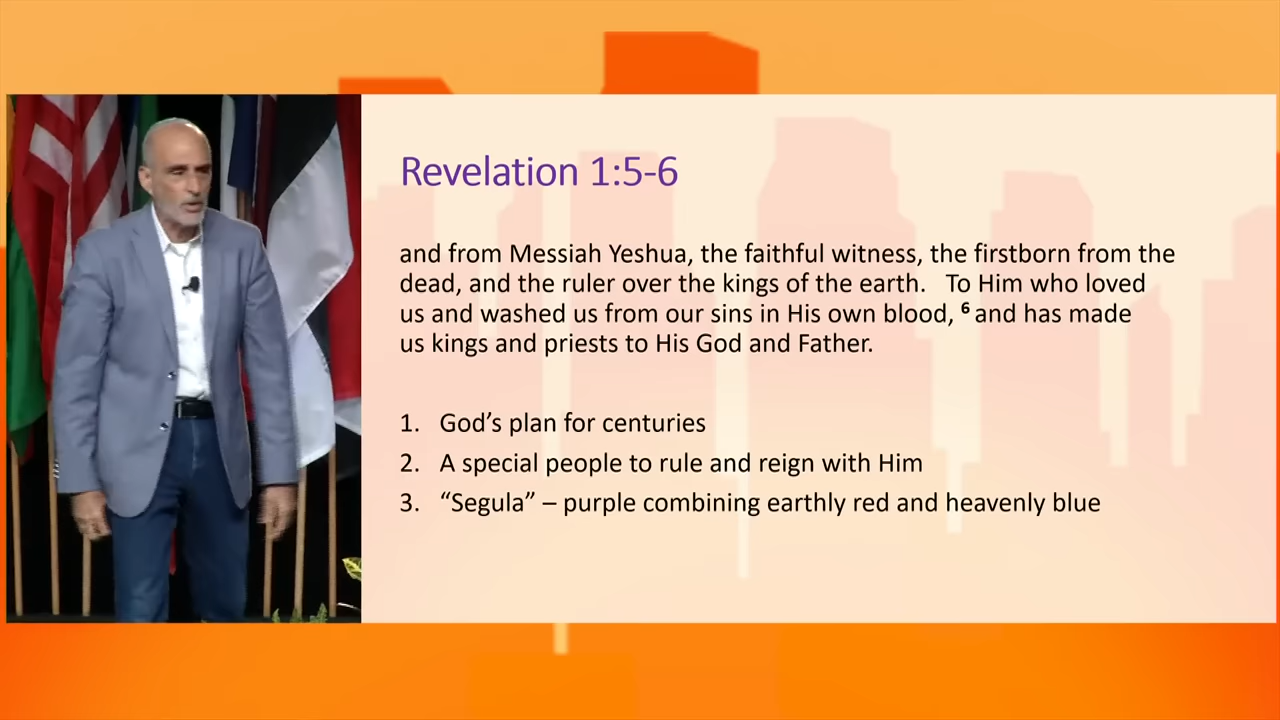 Revelation 1:5-6
and from Messiah Yeshua, the faithful witness, the firstborn from the
dead, and the ruler over the kings of the earth.   To Him who loved
us and washed us from our sins in His own blood, ⁶ and has made
us kings and priests to His God and Father.
1. God’s plan for centuries
2. A special people to rule and reign with Him
3. “Segula” – purple combining earthly red and heavenly blue